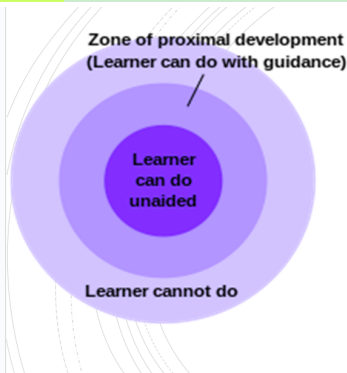 Zone of proximal development
(Learner can do with guidance)
Learner
can do
unaided
Learner cannot do